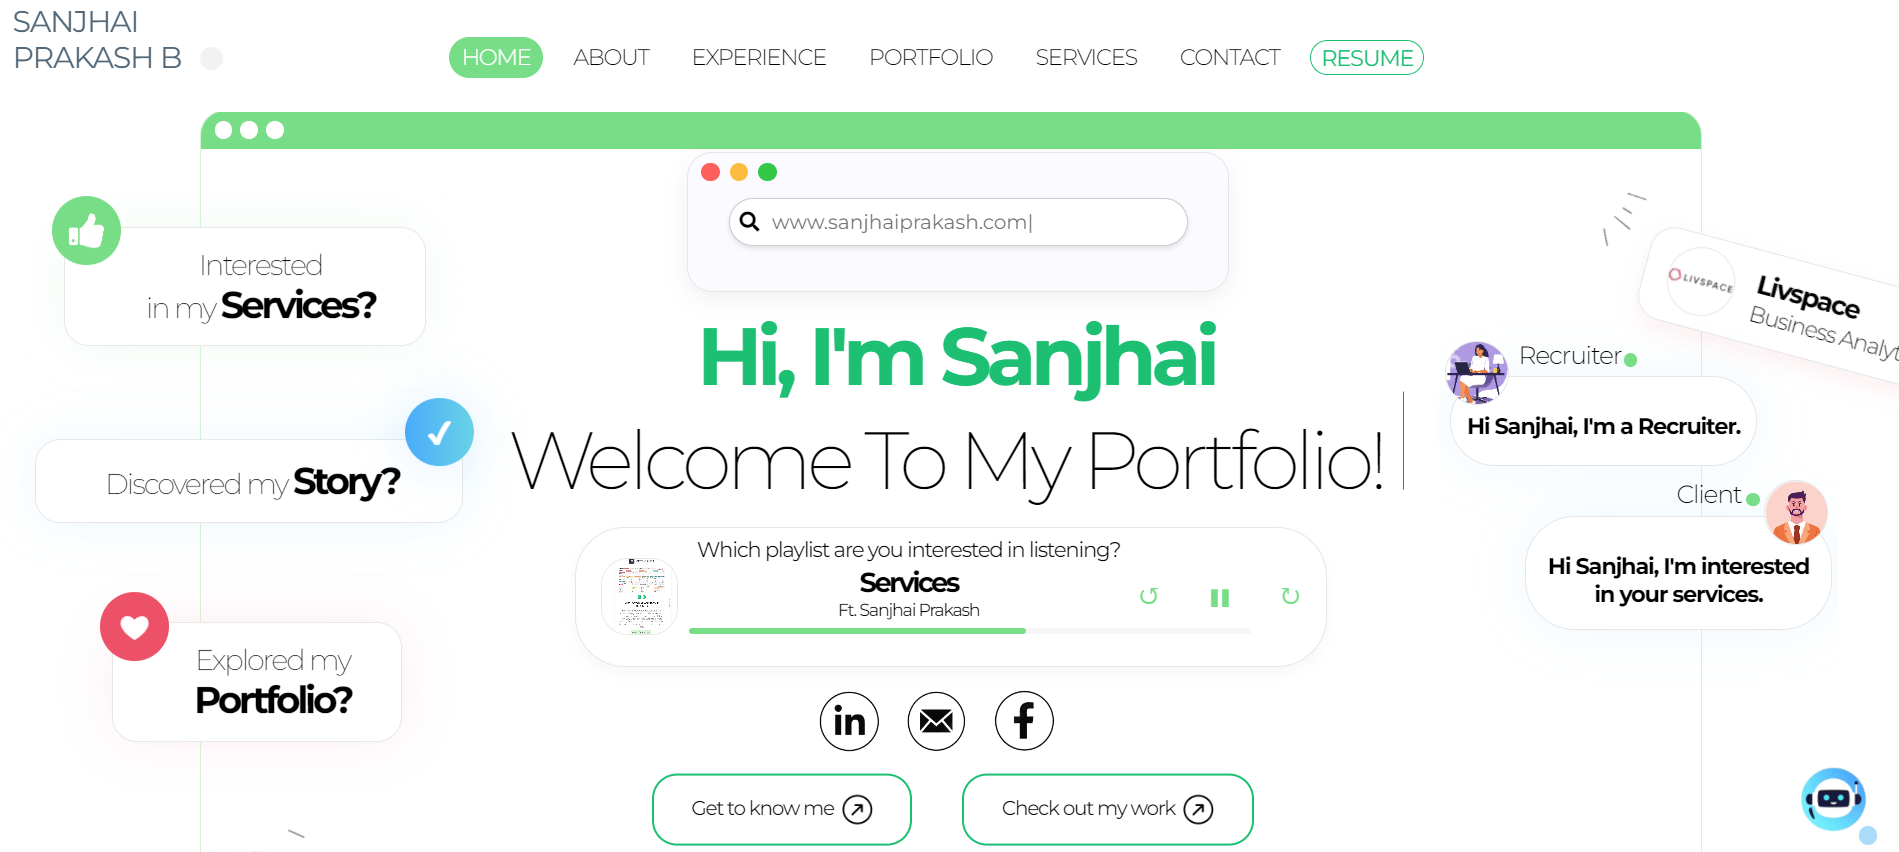 SANJHAI
PRAKASH B
HOME
ABOUT
EXPERIENCE
PORTFOLIO
SERVICES
CONTACT
RESUME
www.sanjhaiprakash.com|
Interested
in my Services?
Discovered my Story?
Explored my
Portfolio?
Hi, I'm Sanjhai
Welcome To My Portfolio!
LIVSPACE
Livspace
Business Analyt
Recruiter
Hi Sanjhai, I'm a Recruiter.
Client
Hi Sanjhai, I'm interested
in your services.
Which playlist are you interested in listening?
Services
Ft. Sanjhai Prakash
in
f
Get to know me
Check out my work